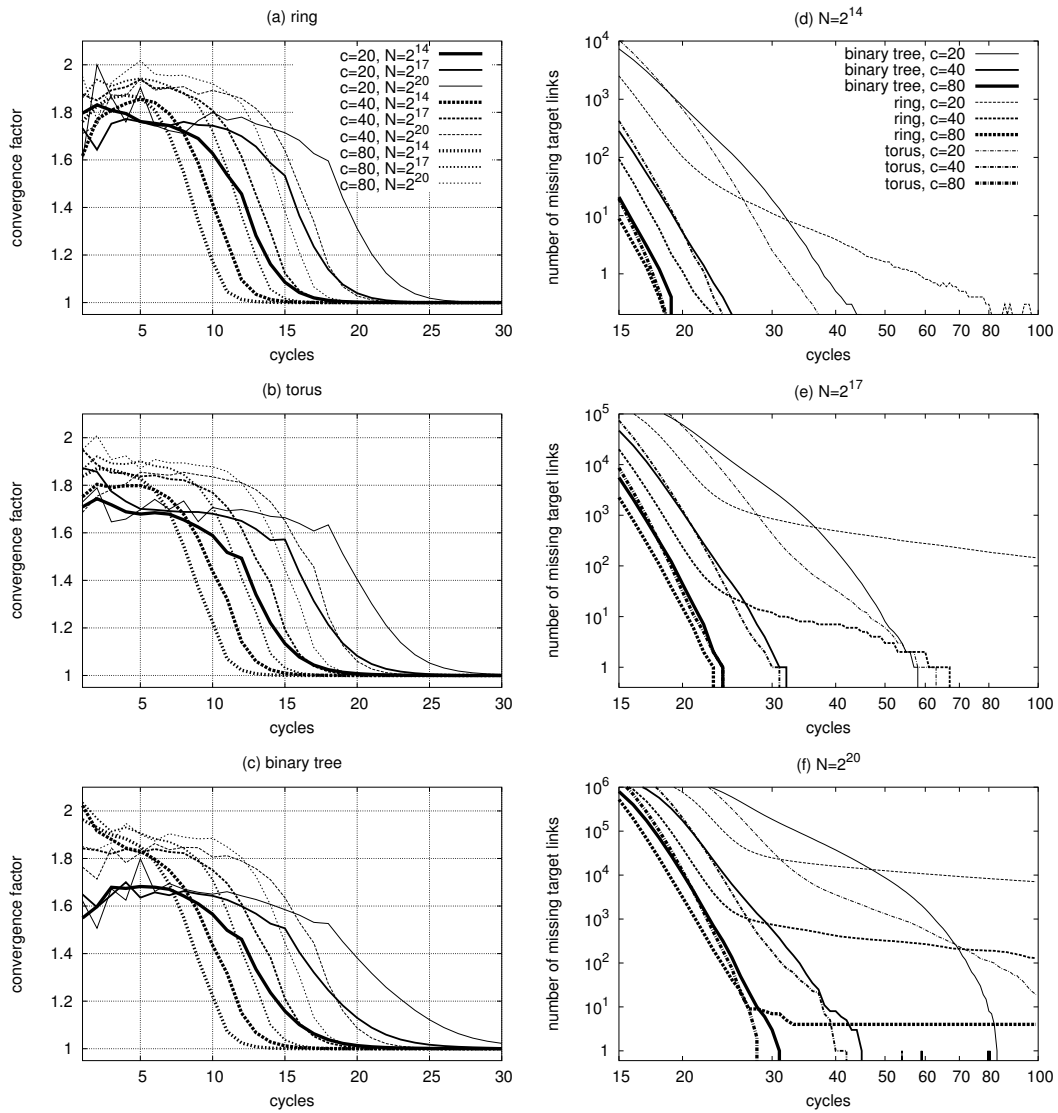 (a) ring
convergence factor
2
1.8
1.6
1.4
1.2
1
c=20, N=2^14
c=20, N=2^17
c=20, N=2^20
c=40, N=2^14
c=40, N=2^17
c=40, N=2^20
c=80, N=2^14
c=80, N=2^17
c=80, N=2^20
5 10 15 20 25 30
cycles
(d) N=2^14
number of missing target links
10^4
10^3
10^2
10^1
1
binary tree, c=20
binary tree, c=40
binary tree, c=80
ring, c=20
ring, c=40
ring, c=80
torus, c=20
torus, c=40
torus, c=80
15 20 30 40 50 60 70 80 100
cycles
(b) torus
convergence factor
2
1.8
1.6
1.4
1.2
1
5 10 15 20 25 30
cycles
(e) N=2^17
number of missing target links
10^5
10^4
10^3
10^2
10^1
1
15 20 30 40 50 60 70 80 100
cycles
(c) binary tree
convergence factor
2
1.8
1.6
1.4
1.2
1
5 10 15 20 25 30
cycles
(f) N=2^20
number of missing target links
10^6
10^5
10^4
10^3
10^2
10^1
1
15 20 30 40 50 60 70 80 100
cycles